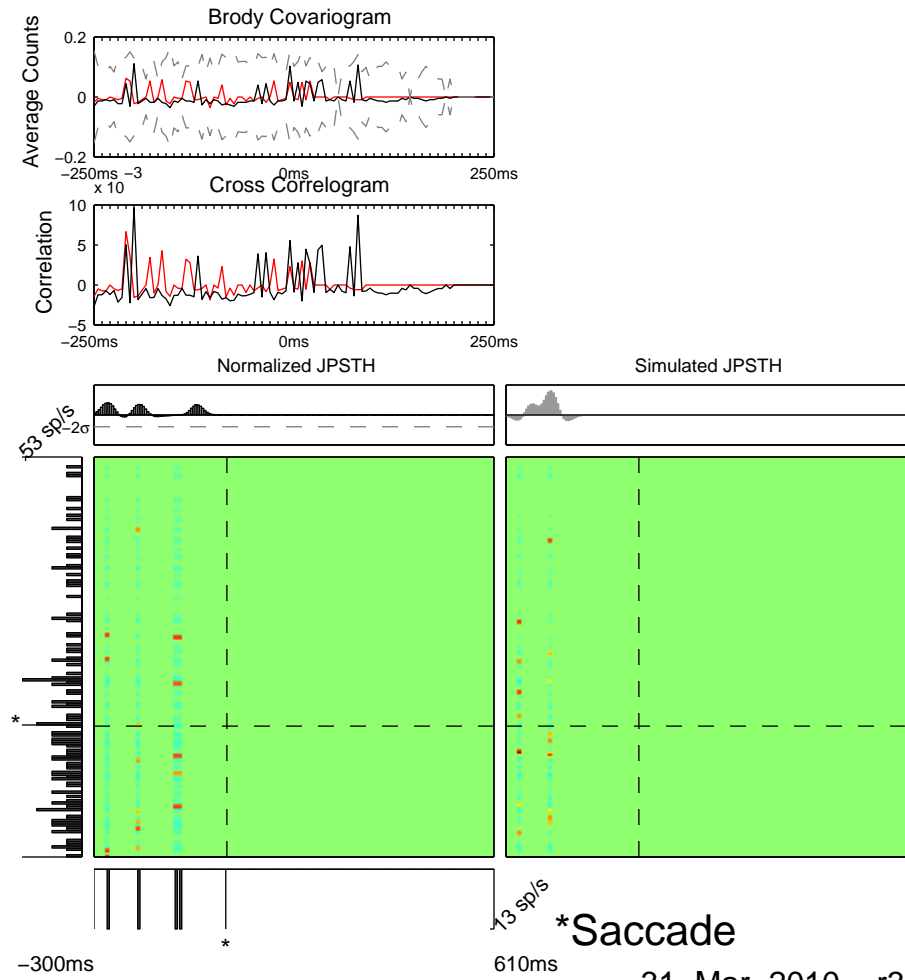 Brody Covariogram
Average Counts
0.2
0
−0.2
−250ms
0ms
250ms
−3
x 10
Cross Correlogram
Correlation
10
5
0
−5
−250ms
0ms
250ms
Normalized JPSTH
Simulated JPSTH
53 sp/s
−2σ
*
*
13 sp/s
*Saccade
−300ms
610ms